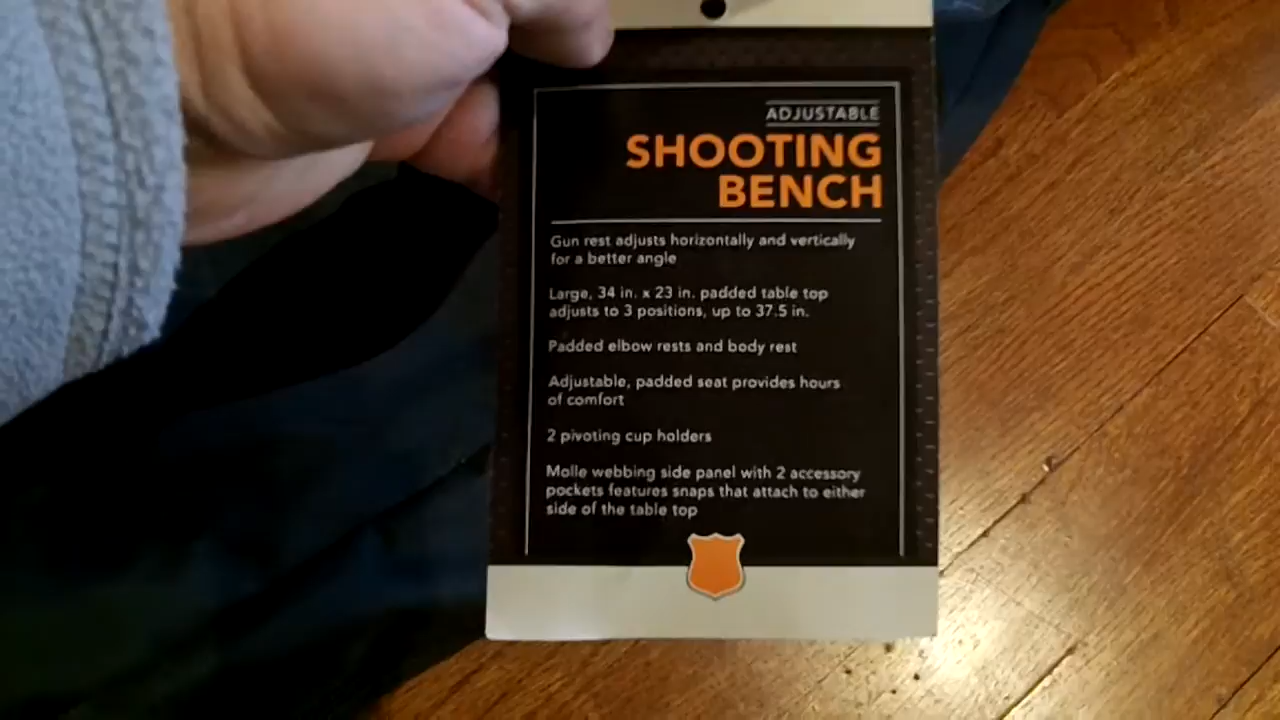 ADJUSTABLE
SHOOTING
BENCH
Gun rest adjusts horizontally and vertically
for a better angle
Large, 34 in. x 23 in. padded table top
adjusts to 3 positions, up to 37.5 in.
Padded elbow rests and body rest
Adjustable, padded seat provides hours
of comfort
2 pivoting cup holders
Molle webbing side panel with 2 accessory
pockets features snaps that attach to either
side of the table top